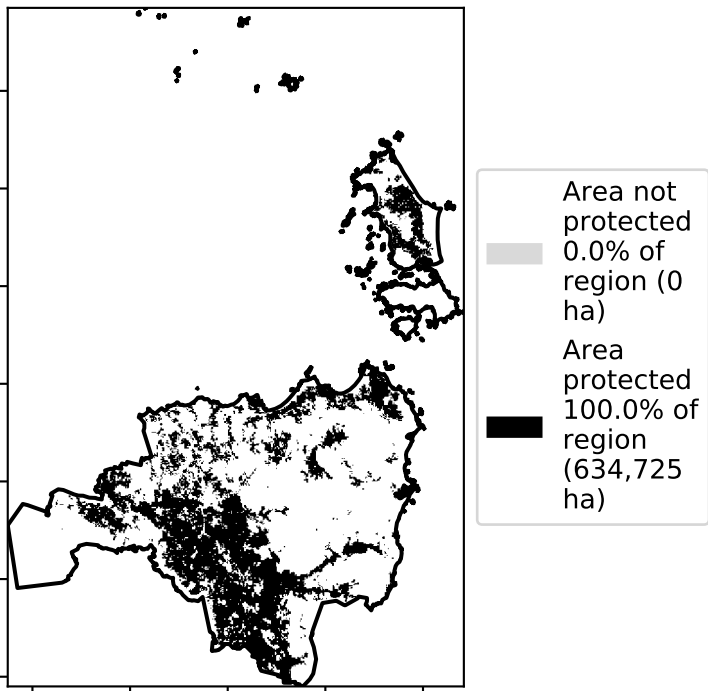 Area not
protected
0.0% of
region (0
ha)
Area
protected
100.0% of
region
(634,725
ha)